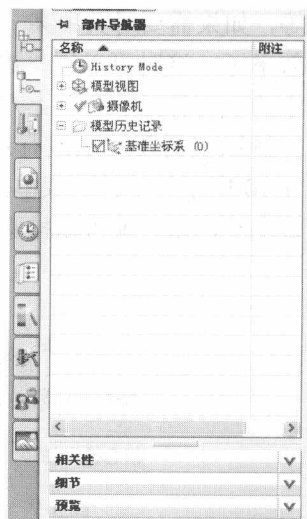 部件导航器
名称 附注
History Mode
模型视图
摄像机
模型历史记录
基准坐标系 (0)
相关性
细节
预览